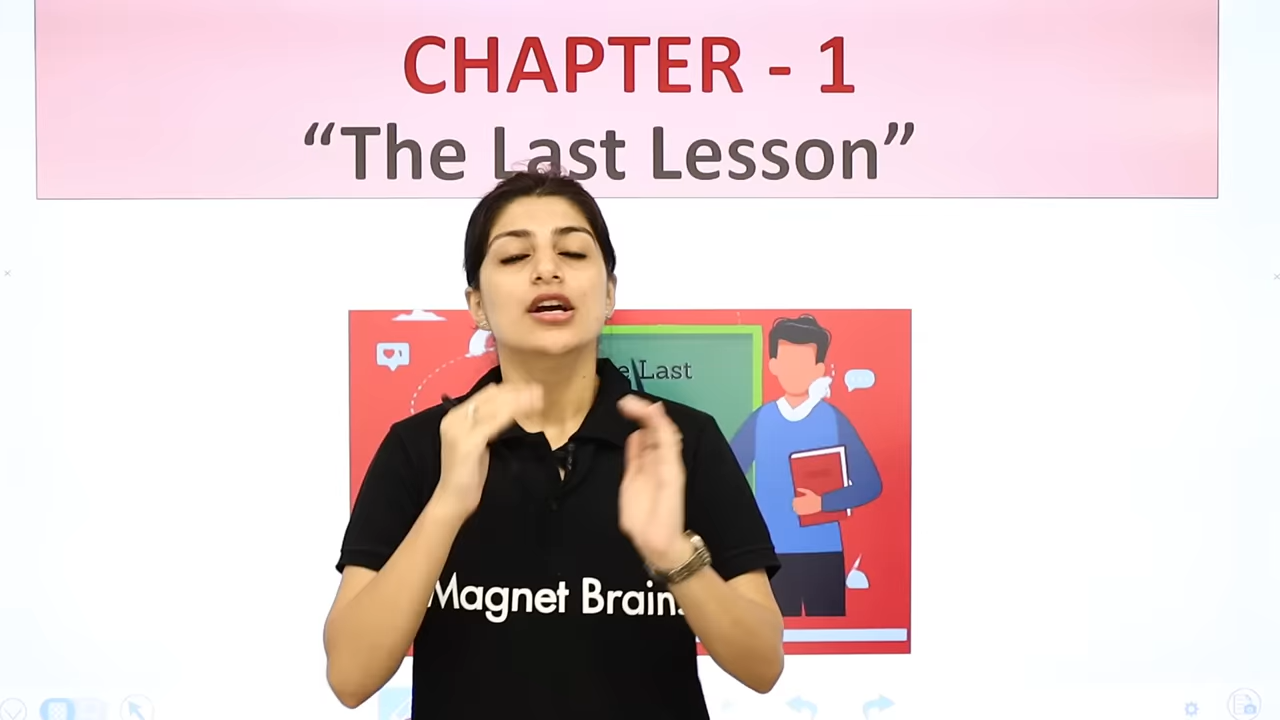 CHAPTER - 1
“The Last Lesson”
Last
Magnet Brains